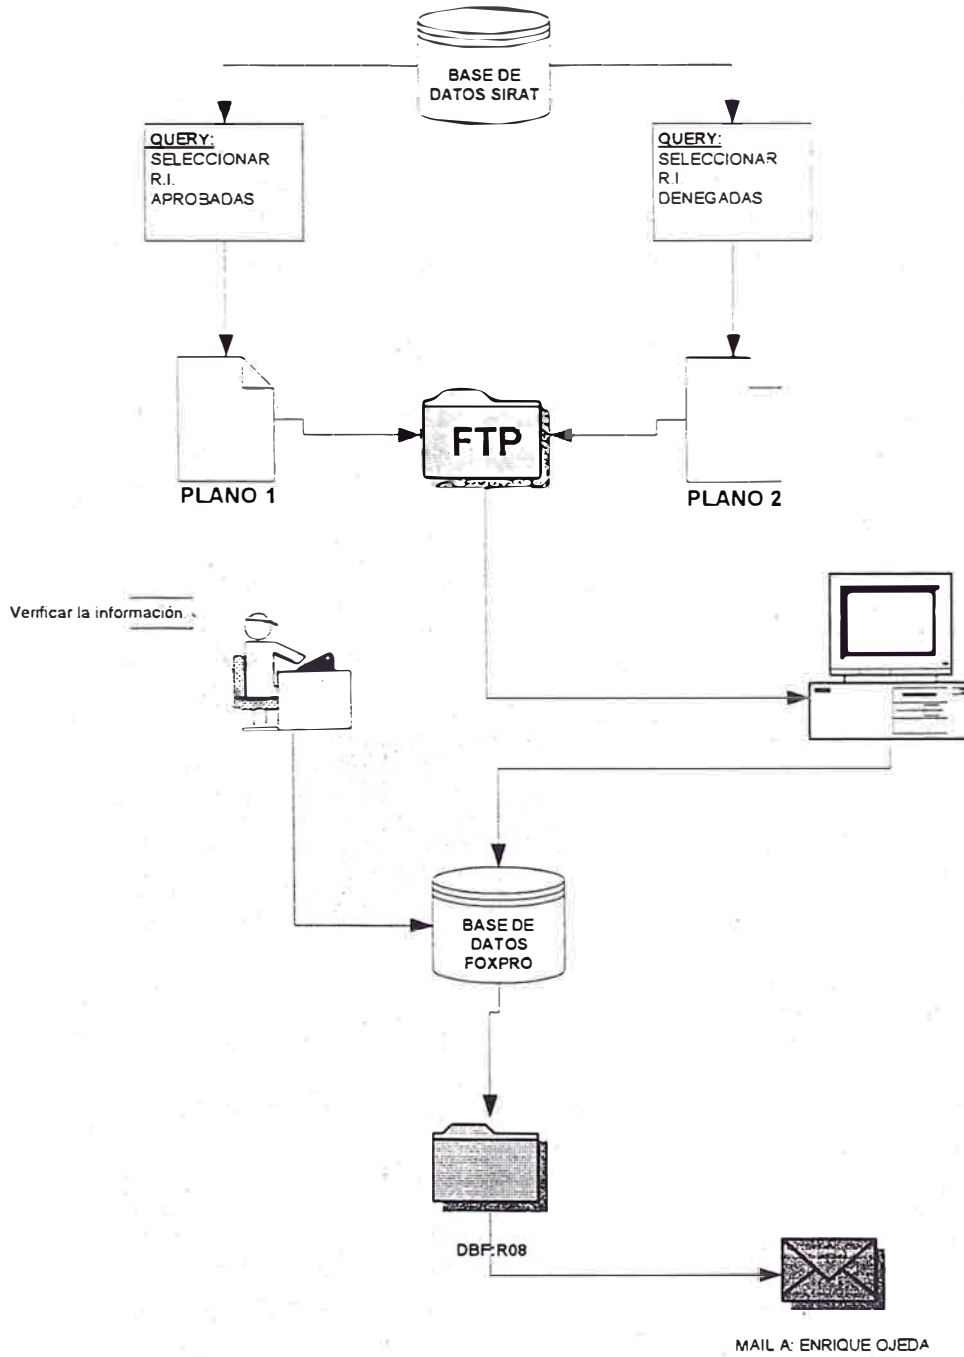 BASE DE
DATOS SIRAT
QUERY:
SELECCIONAR
R.I.
APROBADAS
QUERY:
SELECCIONAR
R.I.
DENEGADAS
FTP
PLANO 1
PLANO 2
Verificar la información.
BASE DE
DATOS
FOXPRO
DBF:R08
MAIL A: ENRIQUE OJEDA